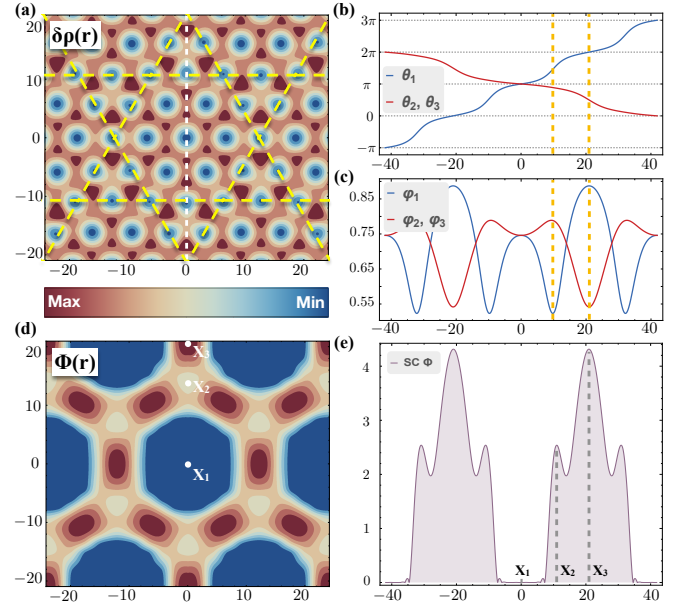 (a)
δρ(r)
20
10
0
−10
−20
−20 −10 0 10 20
Max Min
(b)
3π
2π
π
0
−π
θ₁
θ₂, θ₃
−40 −20 0 20 40
(c)
0.85
0.75
0.65
0.55
φ₁
φ₂, φ₃
−40 −20 0 20 40
(d)
Φ(r)
20
10
0
−10
−20
X₃
X₂
X₁
−20 −10 0 10 20
(e)
SC Φ
4
3
2
1
0
X₁ X₂ X₃
−40 −20 0 20 40